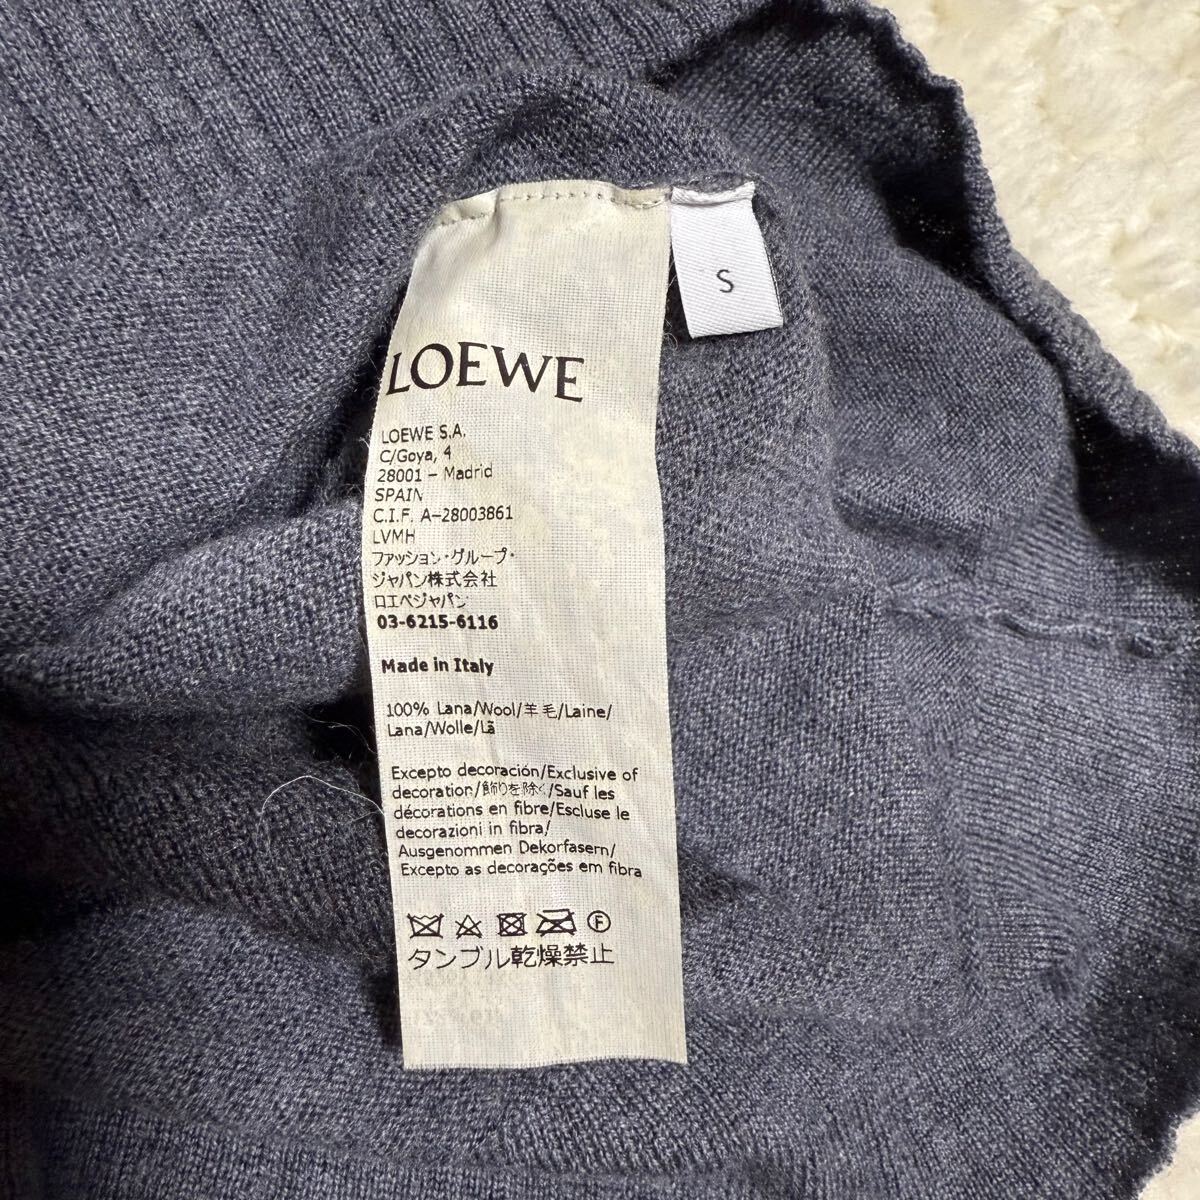 S
LOEWE
LOEWE S.A.
C/Goya, 4
28001 – Madrid
SPAIN
C.I.F. A-28003861
LVMH
ファッション・グループ・
ジャパン株式会社
ロエベジャパン
03-6215-6116
Made in Italy
100% Lana/Wool/羊毛/Laine/
Lana/Wolle/Lã
Excepto decoración/Exclusive of
decoration/飾りを除く/Sauf les
décorations en fibre/Escluse le
decorazioni in fibra/
Ausgenommen Dekorfasern/
Excepto as decorações em fibra
F
タンブル乾燥禁止